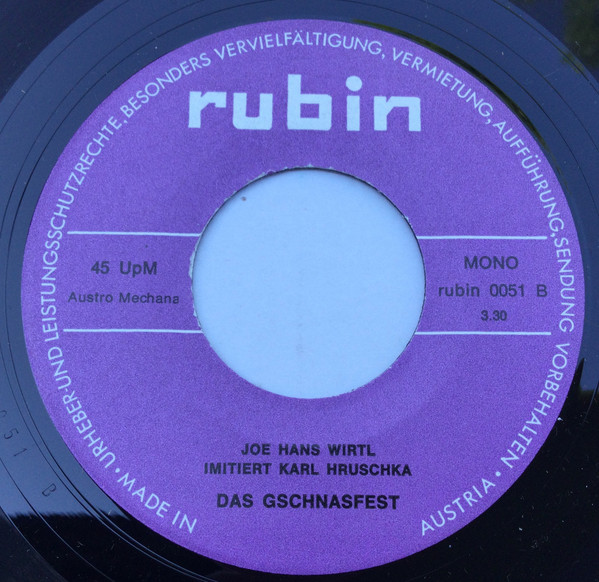 URHEBER-UND LEISTUNGSSCHUTZRECHTE, BESONDERS VERVIELFÄLTIGUNG, VERMIETUNG, AUFFÜHRUNG, SENDUNG VORBEHALTEN
rubin
45 UpM
Austro Mechana
MONO
rubin 0051 B
3.30
JOE HANS WIRTL
IMITIERT KARL HRUSCHKA
DAS GSCHNASFEST
• MADE IN
AUSTRIA •